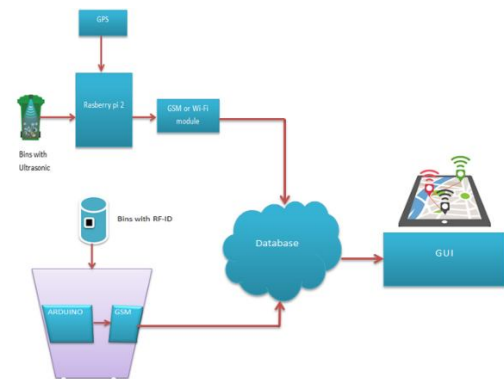 GPS
Rasberry pi 2
GSM or Wi-Fi
module
Bins with
Ultrasonic
Bins with RF-ID
Database
GUI
ARDUINO
GSM